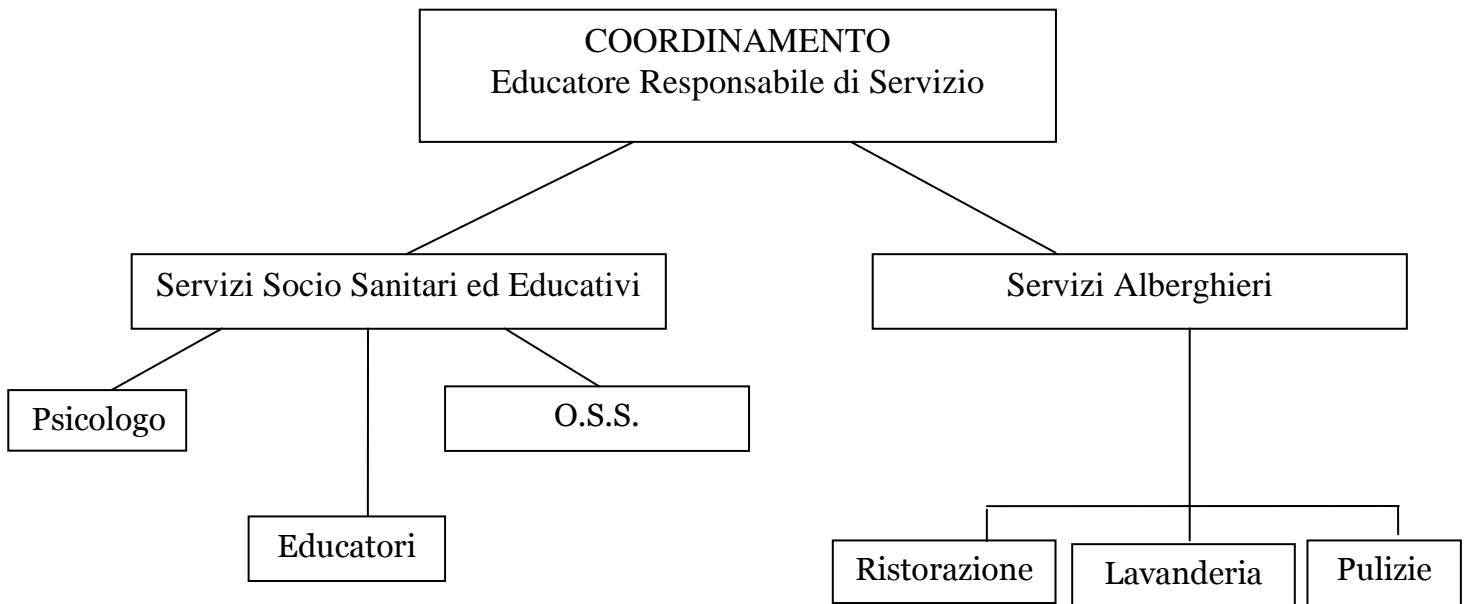 COORDINAMENTO
Educatore Responsabile di Servizio
Servizi Socio Sanitari ed Educativi
Servizi Alberghieri
Psicologo
O.S.S.
Educatori
Ristorazione
Lavanderia
Pulizie